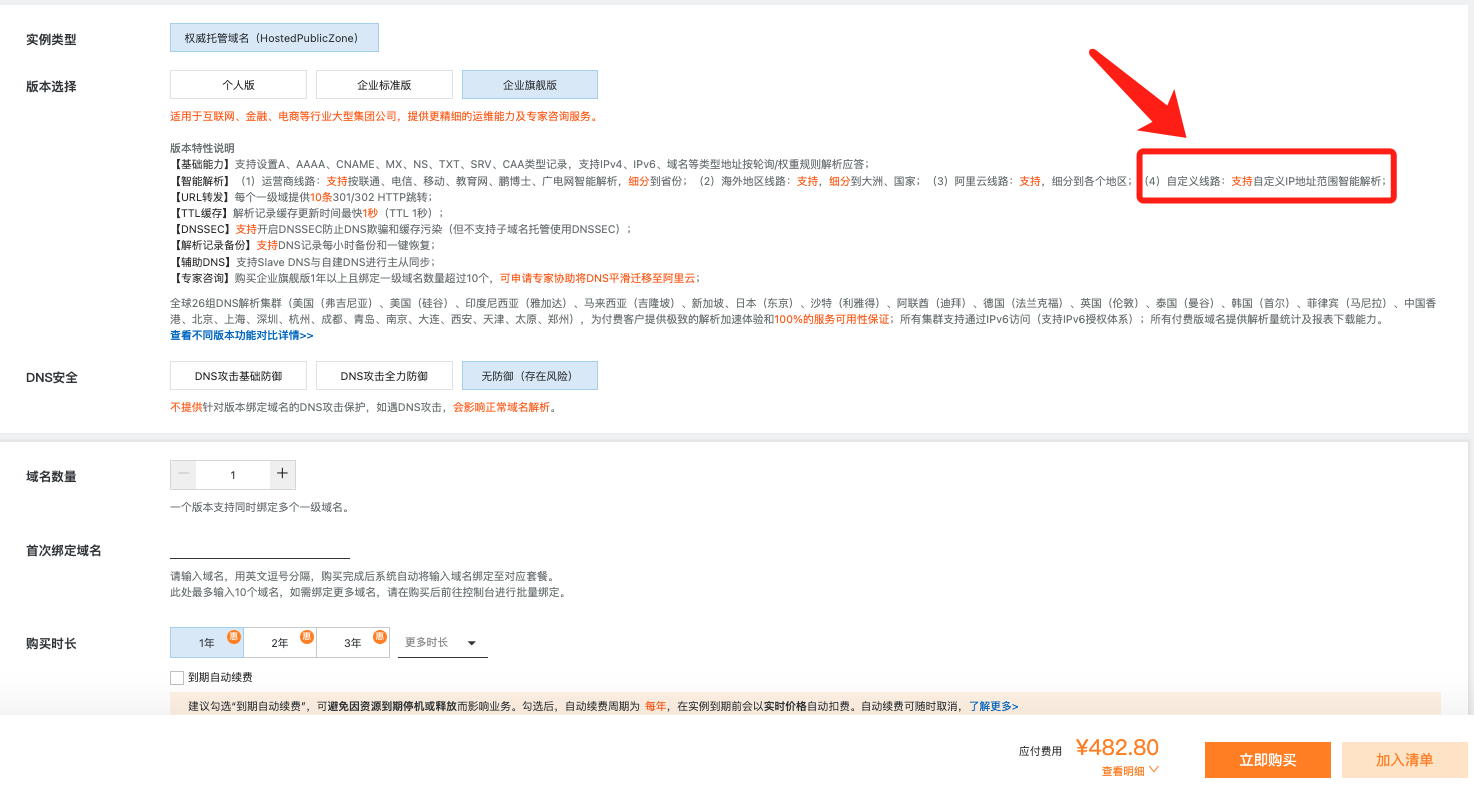 实例类型
权威托管域名（HostedPublicZone）
版本选择
个人版
企业标准版
企业旗舰版
适用于互联网、金融、电商等行业大型集团公司，提供更精细的运维能力及专家咨询服务。
版本特性说明
【基础能力】支持设置A、AAAA、CNAME、MX、NS、TXT、SRV、CAA类型记录，支持IPv4、IPv6、域名等类型地址按轮询/权重规则解析应答；
【智能解析】（1）运营商线路：支持按联通、电信、移动、教育网、鹏博士、广电网智能解析，细分到省份；（2）海外地区线路：支持，细分到大洲、国家；（3）阿里云线路：支持，细分到各个地区；（4）自定义线路：支持自定义IP地址范围智能解析；
【URL转发】每个一级域提供10条301/302 HTTP跳转；
【TTL缓存】解析记录缓存更新时间最快1秒（TTL 1秒）；
【DNSSEC】支持开启DNSSEC防止DNS欺骗和缓存污染（但不支持子域名托管使用DNSSEC）；
【解析记录备份】支持DNS记录每小时备份和一键恢复；
【辅助DNS】支持Slave DNS与自建DNS进行主从同步；
【专家咨询】购买企业旗舰版1年以上且绑定一级域名数量超过10个，可申请专家协助将DNS平滑迁移至阿里云；
全球26组DNS解析集群（美国（弗吉尼亚）、美国（硅谷）、印度尼西亚（雅加达）、马来西亚（吉隆坡）、新加坡、日本（东京）、沙特（利雅得）、阿联酋（迪拜）、德国（法兰克福）、英国（伦敦）、泰国（曼谷）、韩国（首尔）、菲律宾（马尼拉）、中国香
港、北京、上海、深圳、杭州、成都、青岛、南京、大连、西安、天津、太原、郑州），为付费客户提供极致的解析加速体验和100%的服务可用性保证；所有集群支持通过IPv6访问（支持IPv6授权体系）；所有付费版域名提供解析量统计及报表下载能力。
查看不同版本功能对比详情>>
DNS安全
DNS攻击基础防御
DNS攻击全力防御
无防御（存在风险）
不提供针对版本绑定域名的DNS攻击保护，如遇DNS攻击，会影响正常域名解析。
域名数量
1
一个版本支持同时绑定多个一级域名。
首次绑定域名
请输入域名，用英文逗号分隔，购买完成后系统自动将输入域名绑定至对应套餐。
此处最多输入10个域名，如需绑定更多域名，请在购买后前往控制台进行批量绑定。
购买时长
1年 惠
2年 惠
3年 惠
更多时长
到期自动续费
建议勾选“到期自动续费”，可避免因资源到期停机或释放而影响业务。勾选后，自动续费周期为 每年，在实例到期前会以实时价格自动扣费。自动续费可随时取消，了解更多>
应付费用 ¥482.80
查看明细
立即购买
加入清单